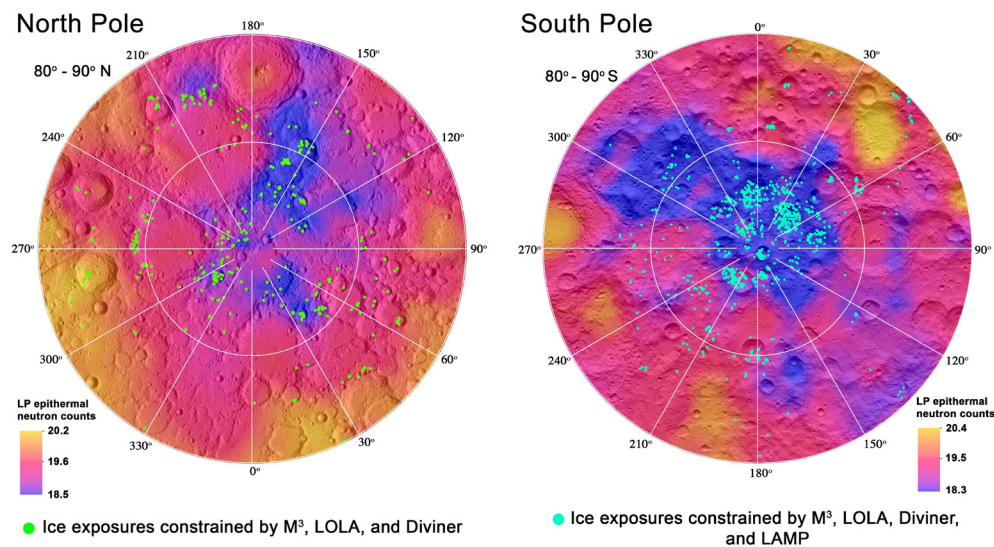 North Pole
80° - 90° N
180°
150°
120°
90°
60°
30°
0°
330°
300°
270°
240°
210°
LP epithermal
neutron counts
20.2
19.6
18.5
Ice exposures constrained by M³, LOLA, and Diviner
South Pole
80° - 90° S
0°
30°
60°
90°
120°
150°
180°
210°
240°
270°
300°
330°
LP epithermal
neutron counts
20.4
19.5
18.3
Ice exposures constrained by M³, LOLA, Diviner,
and LAMP